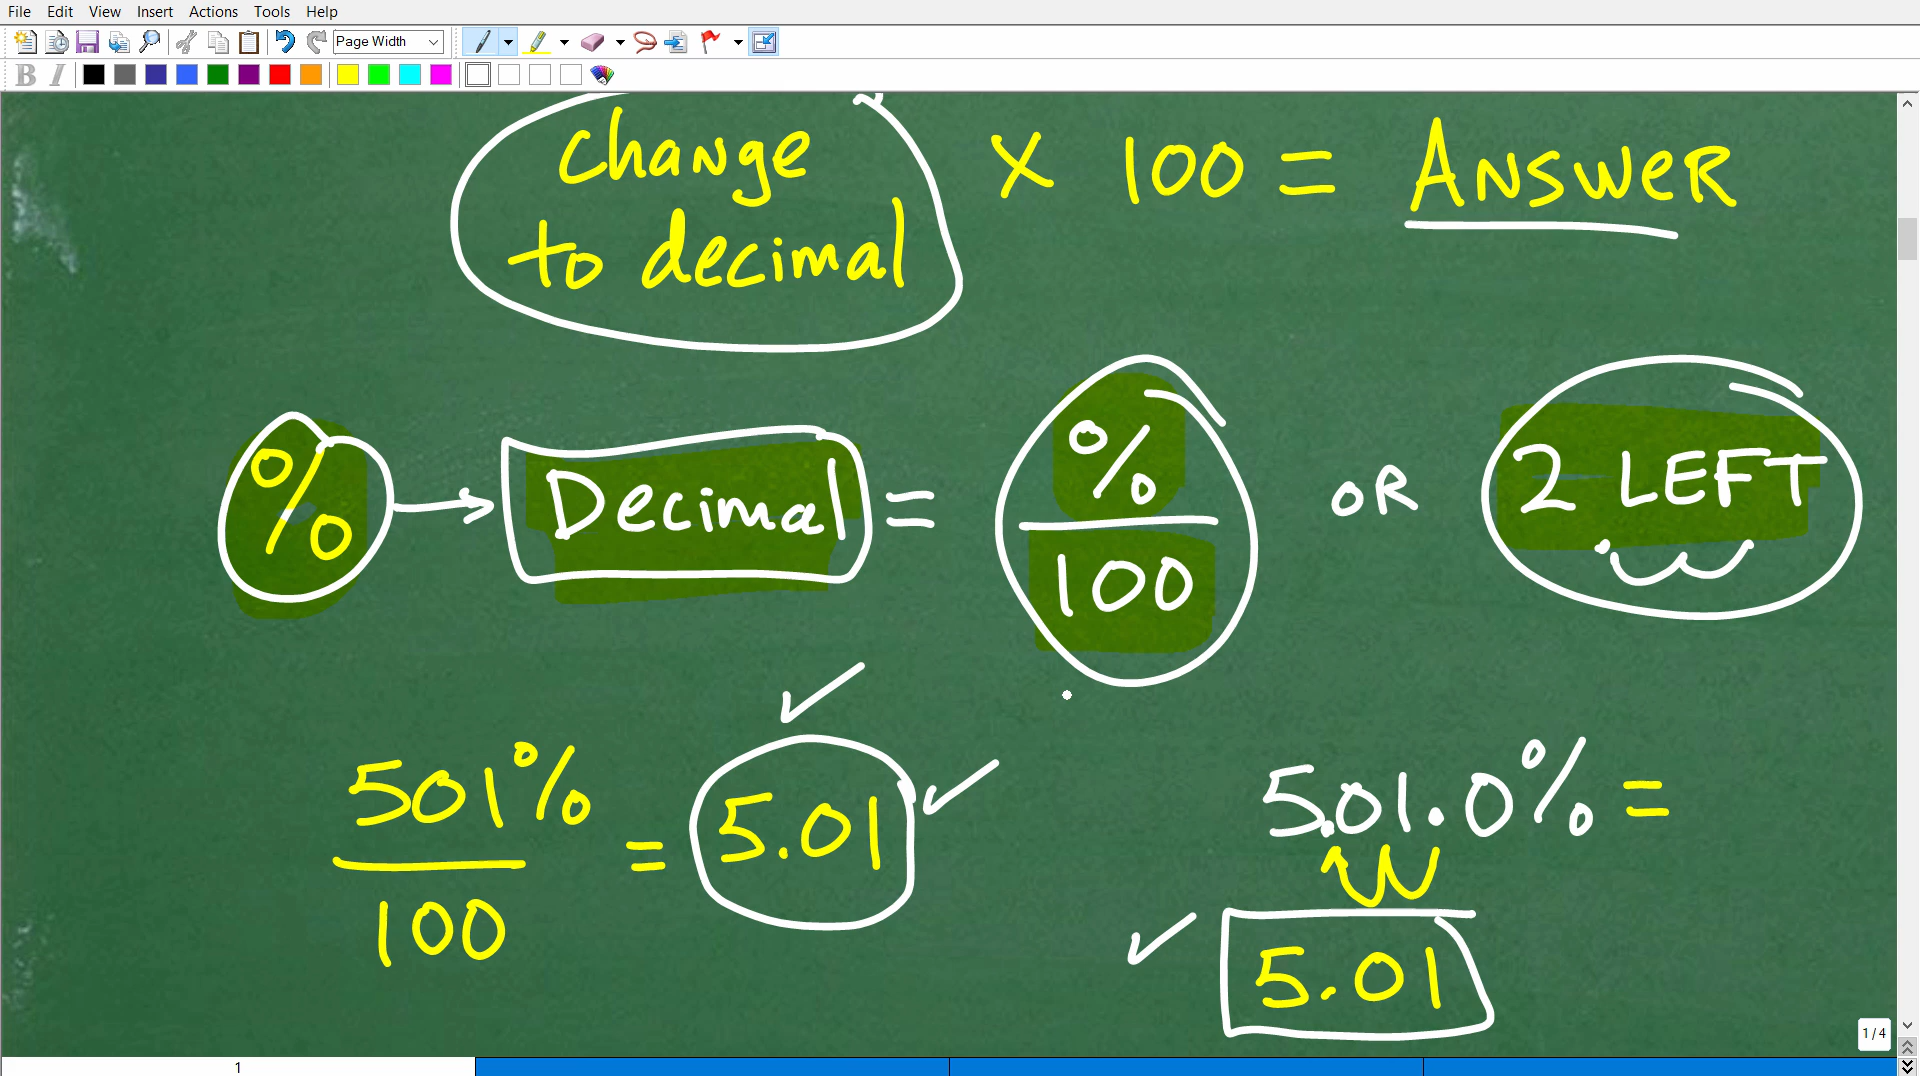 File Edit View Insert Actions Tools Help
Page Width
B I
Change
to decimal
X 100 = ANSWER
% → Decimal = %/100 OR 2 LEFT
501%/100 = 5.01
501.0% =
5.01
1/4
1